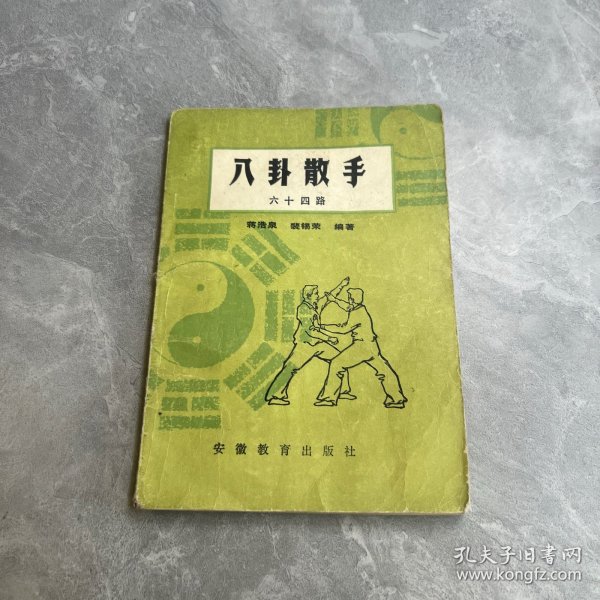 八卦散手
六十四路
蒋浩泉 裴锡荣 编著
安徽教育出版社
孔夫子旧书网
www.kongfz.com